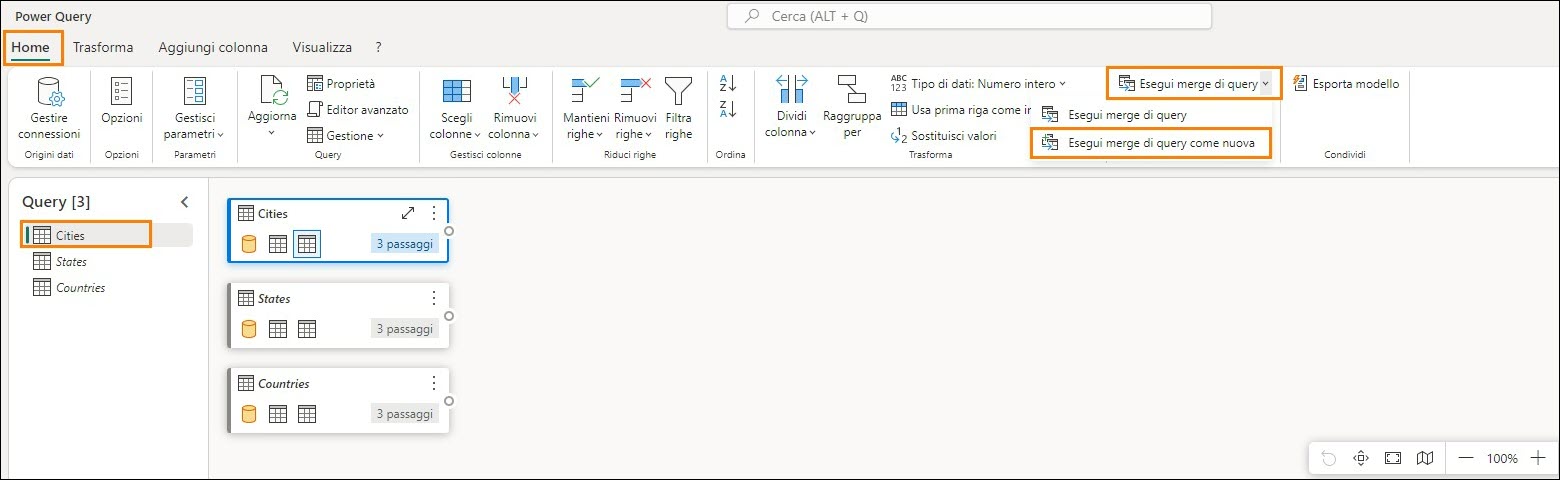 Power Query
Cerca (ALT + Q)
Home Trasforma Aggiungi colonna Visualizza ?
Gestire connessioni
Origini dati
Opzioni
Opzioni
Gestisci parametri
Parametri
Aggiorna
Proprietà
Editor avanzato
Gestione
Query
Scegli colonne
Rimuovi colonna
Gestisci colonne
Mantieni righe
Rimuovi righe
Filtra righe
Riduci righe
A
Z
Z
A
Ordina
Dividi colonna
Raggruppa per
ABC
123
Tipo di dati: Numero intero
Usa prima riga come
1
2
Sostituisci valori
Trasforma
Esegui merge di query
Esegui merge di query
Esegui merge di query come nuova
Esporta modello
Condividi
Query [3]
Cities
States
Countries
Cities
3 passaggi
States
3 passaggi
Countries
3 passaggi
100%